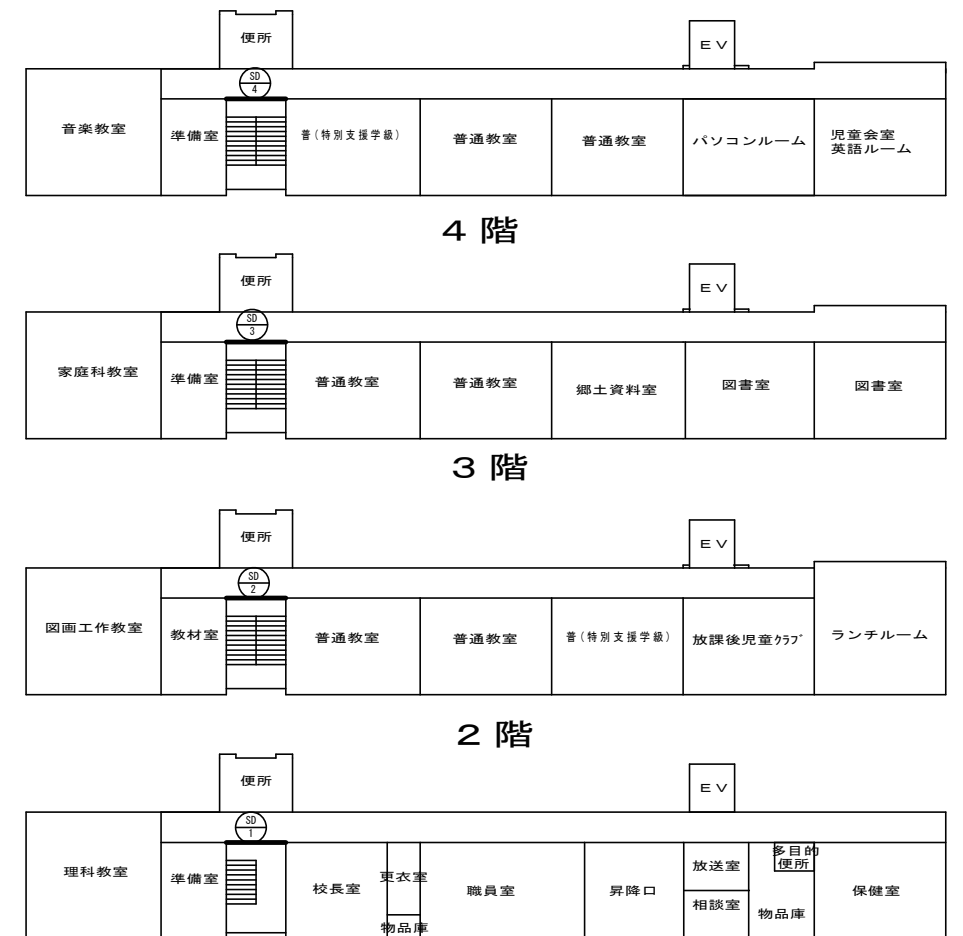 便所
ＥＶ
SD
4
音楽教室
準備室
普(特別支援学級)
普通教室
普通教室
パソコンルーム
児童会室
英語ルーム
４階
便所
ＥＶ
SD
3
家庭科教室
準備室
普通教室
普通教室
郷土資料室
図書室
図書室
３階
便所
ＥＶ
SD
2
図画工作教室
教材室
普通教室
普通教室
普(特別支援学級)
放課後児童ｸﾗﾌﾞ
ランチルーム
２階
便所
ＥＶ
SD
1
理科教室
準備室
校長室
更衣室
物品庫
職員室
昇降口
放送室
相談室
多目的
便所
物品庫
保健室